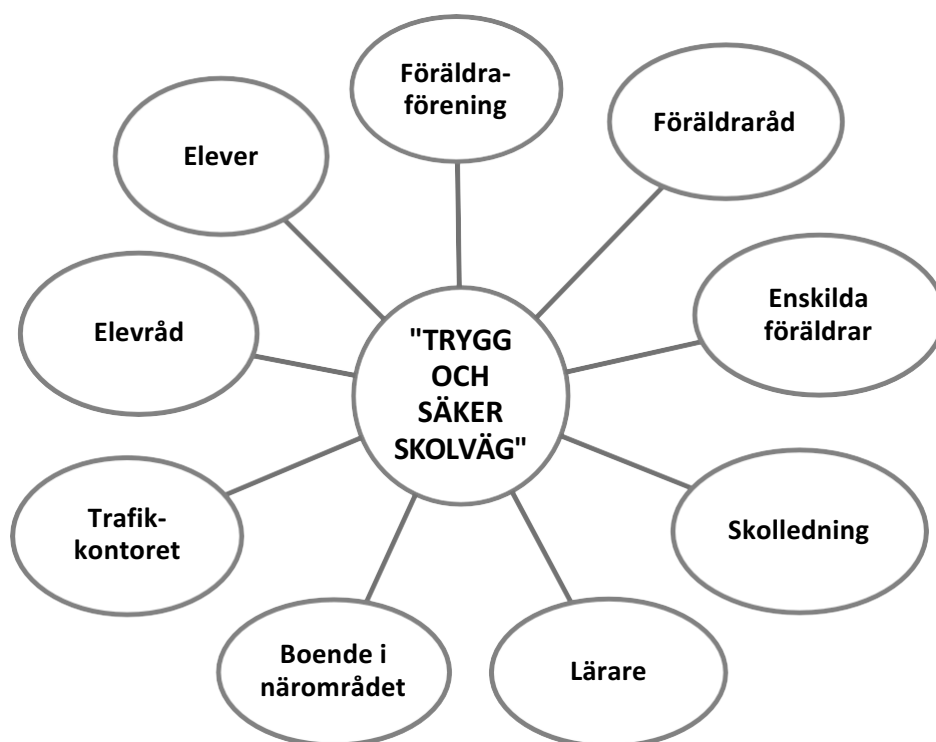 Föräldra-
förening
Föräldraråd
Elever
Enskilda
föräldrar
Elevråd
"TRYGG
OCH
SÄKER
SKOLVÄG"
Trafik-
kontoret
Skolledning
Boende i
närområdet
Lärare